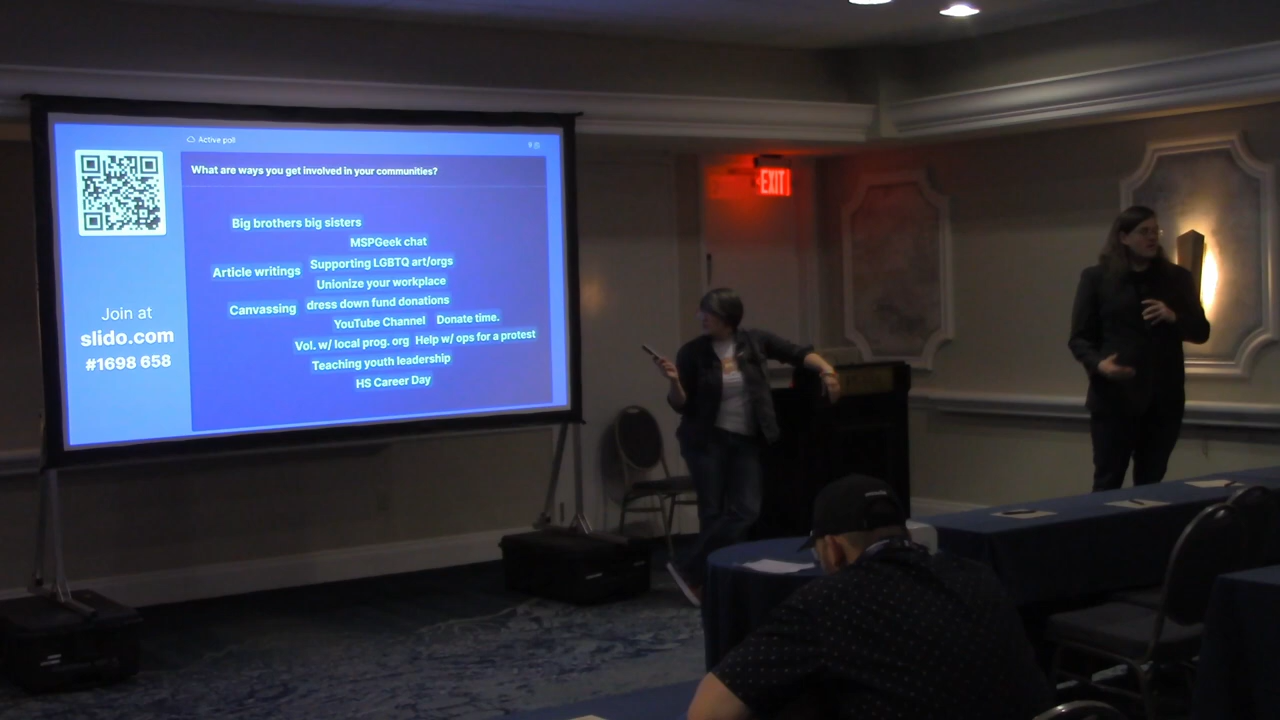 Active poll
What are ways you get involved in your communities?
Big brothers big sisters
MSPGeek chat
Article writings
Supporting LGBTQ art/orgs
Unionize your workplace
Canvassing
dress down fund donations
YouTube Channel
Donate time.
Vol. w/ local prog. org
Help w/ ops for a protest
Teaching youth leadership
HS Career Day
Join at
slido.com
#1698 658
EXIT